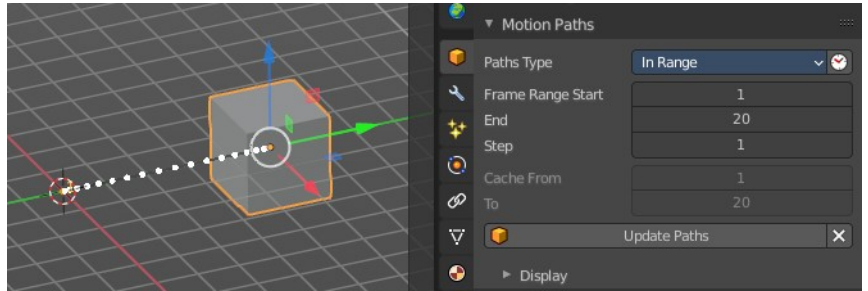 Motion Paths
Paths Type In Range
Frame Range Start 1
End 20
Step 1
Cache From 1
To 20
Update Paths
Display